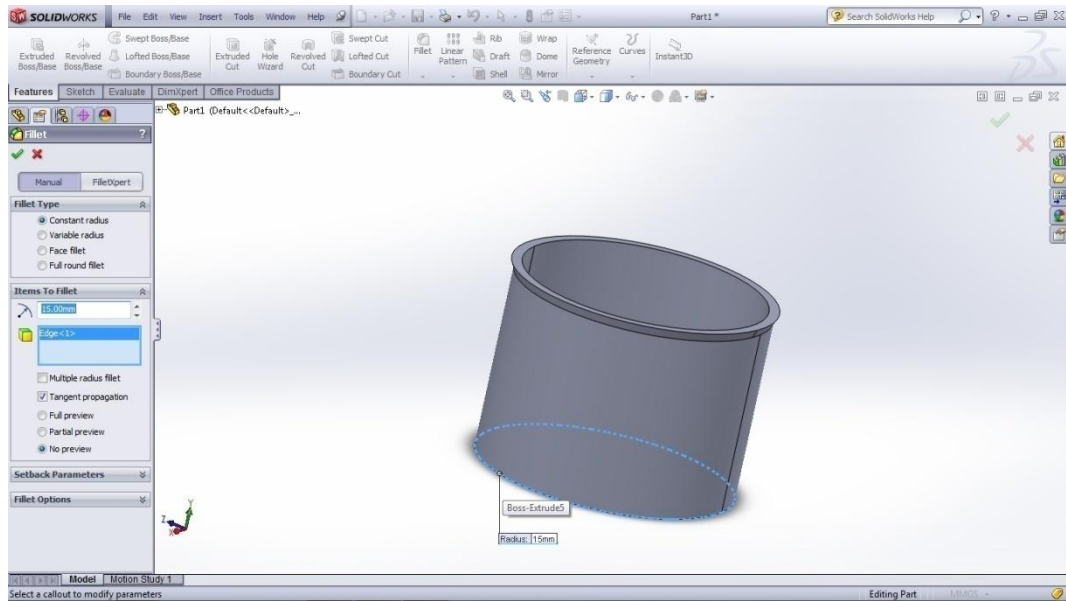 SOLIDWORKS File Edit View Insert Tools Window Help Part1 * Search SolidWorks Help
Extruded Boss/Base
Revolved Boss/Base
Swept Boss/Base
Lofted Boss/Base
Boundary Boss/Base
Extruded Cut
Hole Wizard
Revolved Cut
Swept Cut
Lofted Cut
Boundary Cut
Fillet
Linear Pattern
Rib
Draft
Shell
Wrap
Dome
Mirror
Reference Geometry
Curves
Instant3D
Features Sketch Evaluate DimXpert Office Products
Part1 (Default<<Default>_...
Fillet ?
Manual FilletXpert
Fillet Type
Constant radius
Variable radius
Face fillet
Full round fillet
Items To Fillet
15.00mm
Edge<1>
Multiple radius fillet
Tangent propagation
Full preview
Partial preview
No preview
Setback Parameters
Fillet Options
Y
Z
X
Boss-Extrude5
Radius: 15mm
Model Motion Study 1
Select a callout to modify parameters Editing Part MMGS